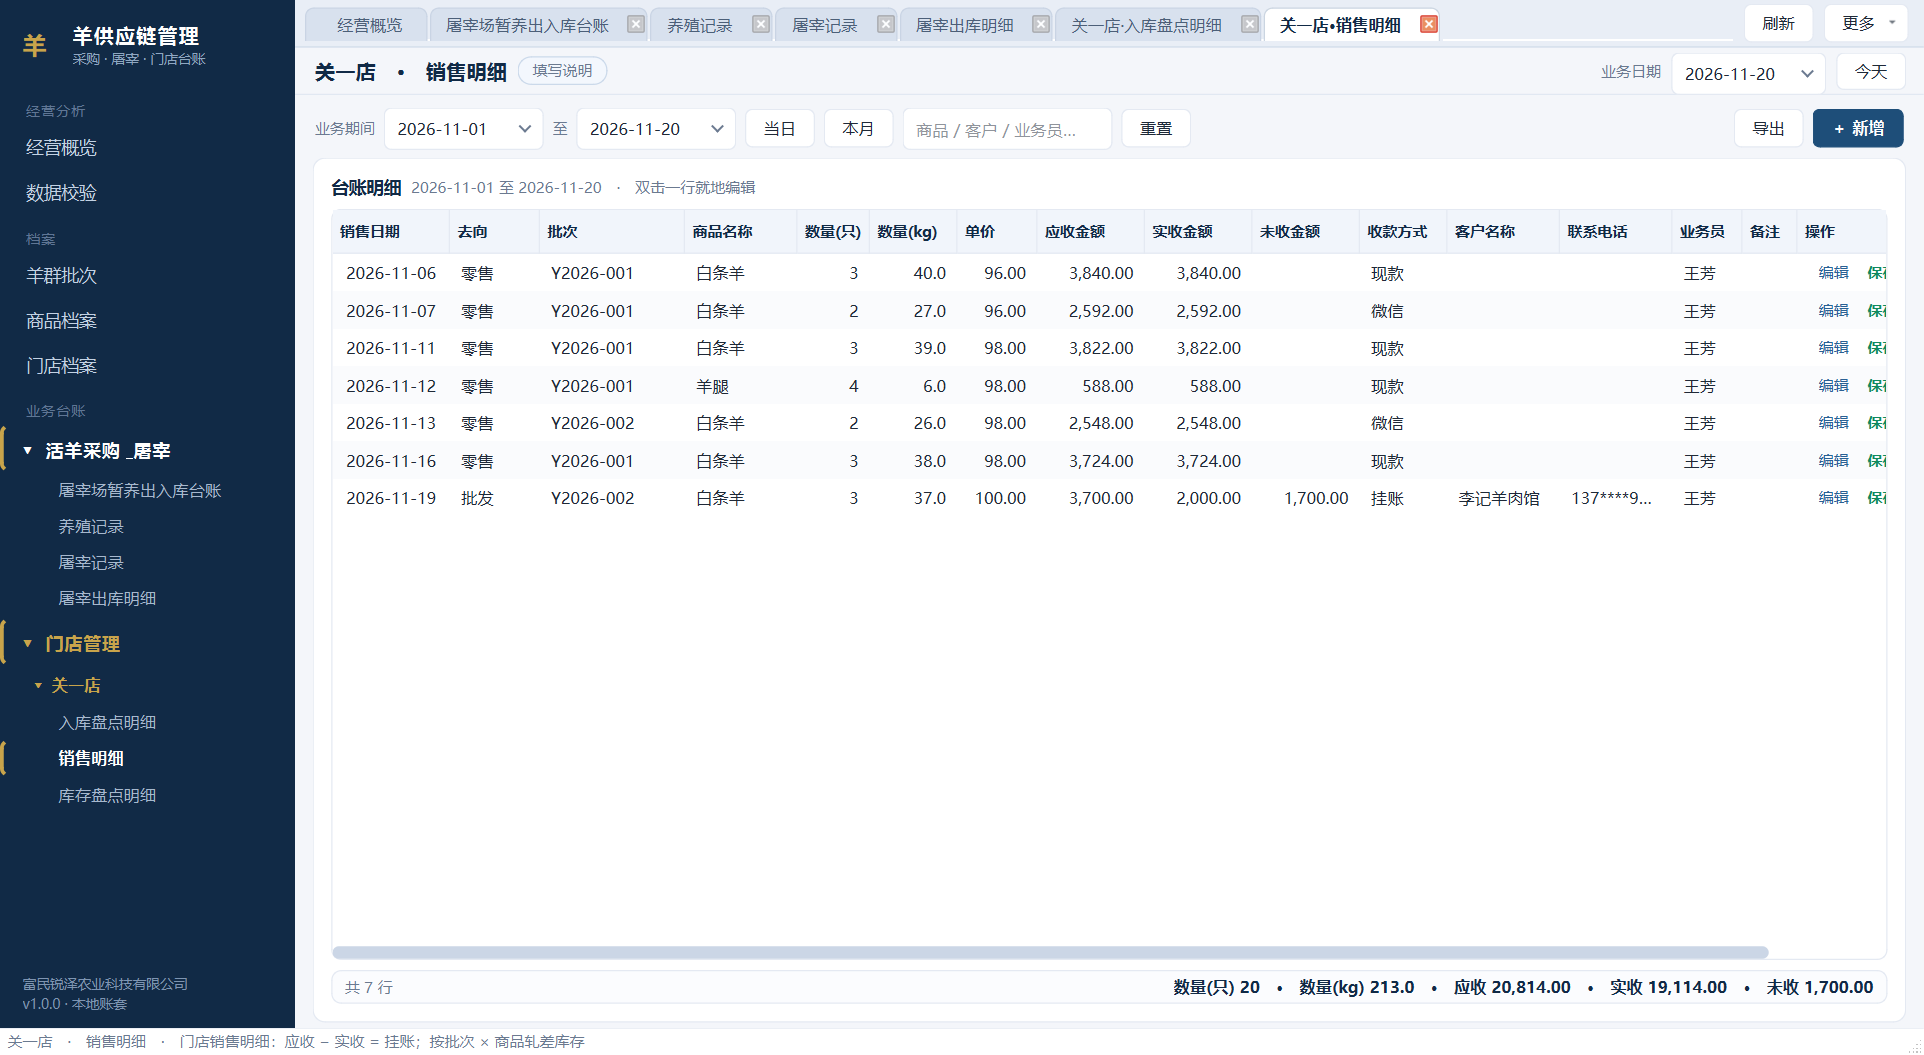 羊 羊供应链管理
采购 · 屠宰 · 门店台账
经营分析
经营概览
数据校验
档案
羊群批次
商品档案
门店档案
业务台账
▼ 活羊采购 _屠宰
屠宰场暂养出入库台账
养殖记录
屠宰记录
屠宰出库明细
▼ 门店管理
▼ 关一店
入库盘点明细
销售明细
库存盘点明细
富民锐泽农业科技有限公司
v1.0.0 · 本地账套
经营概览 屠宰场暂养出入库台账 养殖记录 屠宰记录 屠宰出库明细 关一店·入库盘点明细 关一店•销售明细 刷新 更多
关一店 • 销售明细 填写说明 业务日期 2026-11-20 今天
业务期间 2026-11-01 至 2026-11-20 当日 本月 商品 / 客户 / 业务员... 重置 导出 + 新增
台账明细 2026-11-01 至 2026-11-20 · 双击一行就地编辑
销售日期 去向 批次 商品名称 数量(只) 数量(kg) 单价 应收金额 实收金额 未收金额 收款方式 客户名称 联系电话 业务员 备注 操作
2026-11-06 零售 Y2026-001 白条羊 3 40.0 96.00 3,840.00 3,840.00 现款 王芳 编辑
2026-11-07 零售 Y2026-001 白条羊 2 27.0 96.00 2,592.00 2,592.00 微信 王芳 编辑
2026-11-11 零售 Y2026-001 白条羊 3 39.0 98.00 3,822.00 3,822.00 现款 王芳 编辑
2026-11-12 零售 Y2026-001 羊腿 4 6.0 98.00 588.00 588.00 现款 王芳 编辑
2026-11-13 零售 Y2026-002 白条羊 2 26.0 98.00 2,548.00 2,548.00 微信 王芳 编辑
2026-11-16 零售 Y2026-001 白条羊 3 38.0 98.00 3,724.00 3,724.00 现款 王芳 编辑
2026-11-19 批发 Y2026-002 白条羊 3 37.0 100.00 3,700.00 2,000.00 1,700.00 挂账 李记羊肉馆 137****9... 王芳 编辑
共 7 行 数量(只) 20 • 数量(kg) 213.0 • 应收 20,814.00 • 实收 19,114.00 • 未收 1,700.00
关一店 · 销售明细 · 门店销售明细：应收 − 实收 = 挂账；按批次 × 商品轧差库存